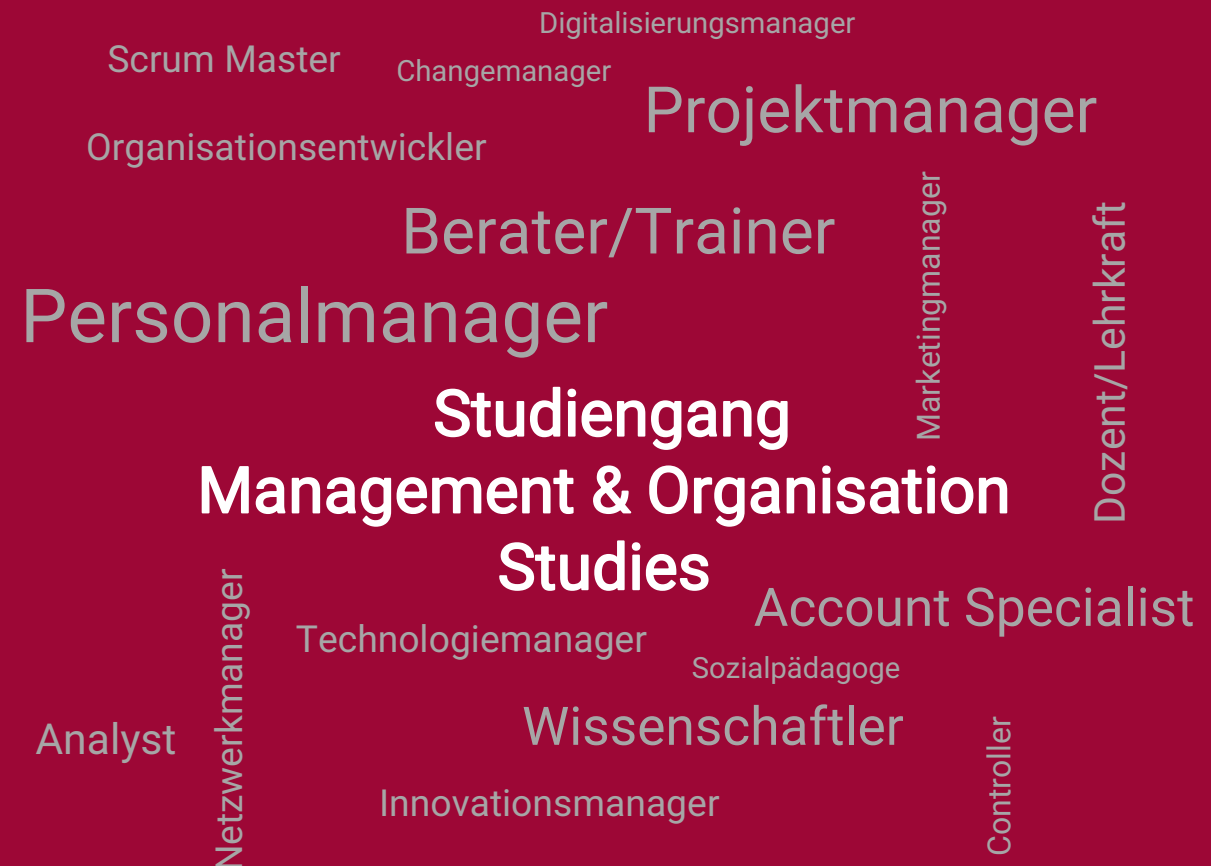 Digitalisierungsmanager
Scrum Master
Changemanager
Projektmanager
Organisationsentwickler
Marketingmanager
Berater/Trainer
Dozent/Lehrkraft
Personalmanager
Studiengang
Management & Organisation
Studies
Netzwerkmanager
Account Specialist
Technologiemanager
Sozialpädagoge
Wissenschaftler
Analyst
Controller
Innovationsmanager